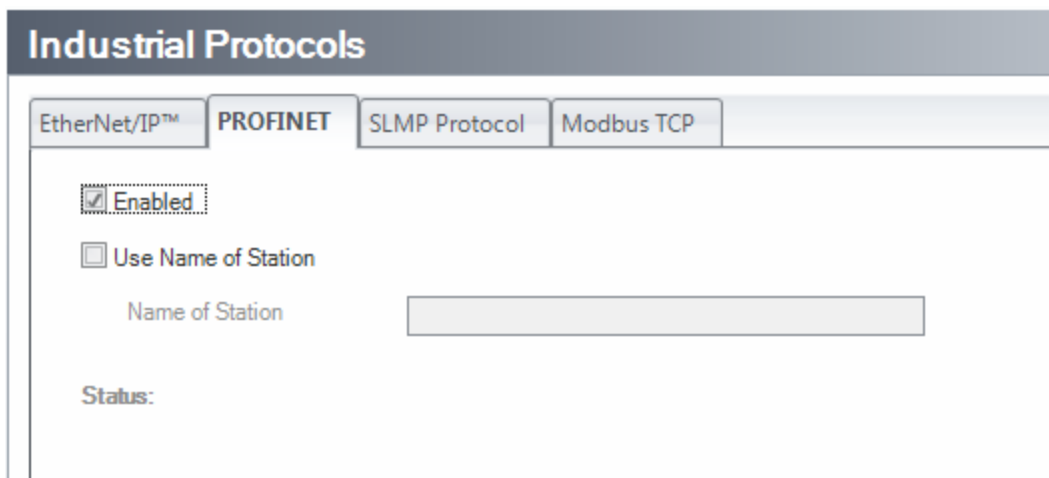 Industrial Protocols
EtherNet/IP™ PROFINET SLMP Protocol Modbus TCP
Enabled
Use Name of Station
Name of Station
Status: